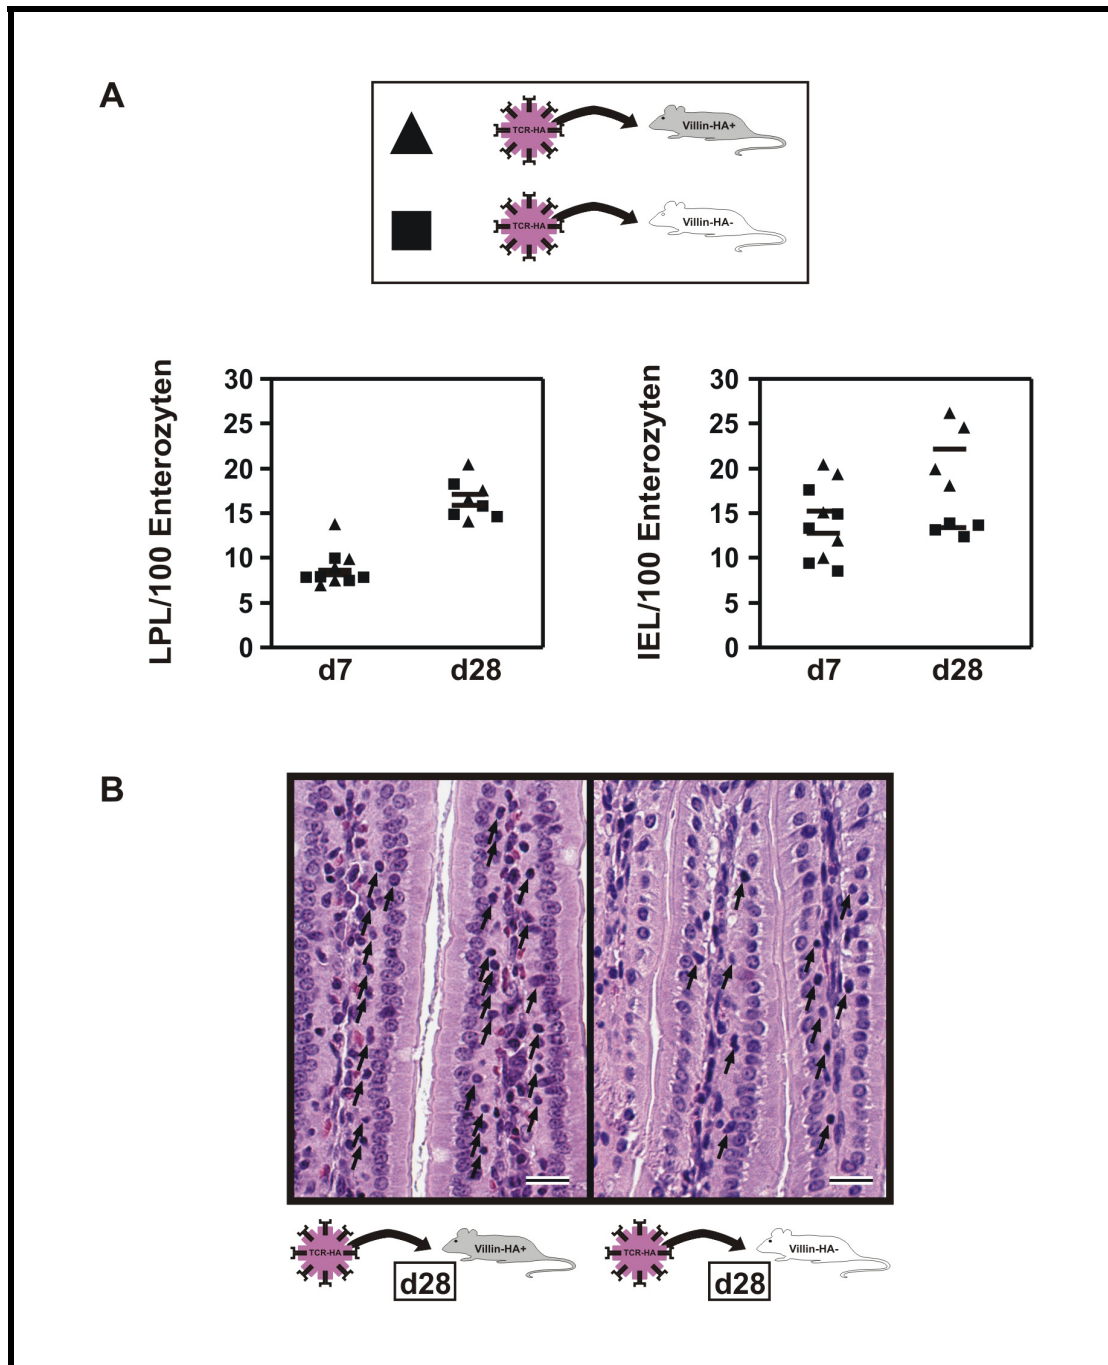 A
TCR-HA
Villin-HA+
TCR-HA
Villin-HA-
LPL/100 Enterozyten
30
25
20
15
10
5
0
d7
d28
IEL/100 Enterozyten
30
25
20
15
10
5
0
d7
d28
B
TCR-HA
Villin-HA+
d28
TCR-HA
Villin-HA-
d28